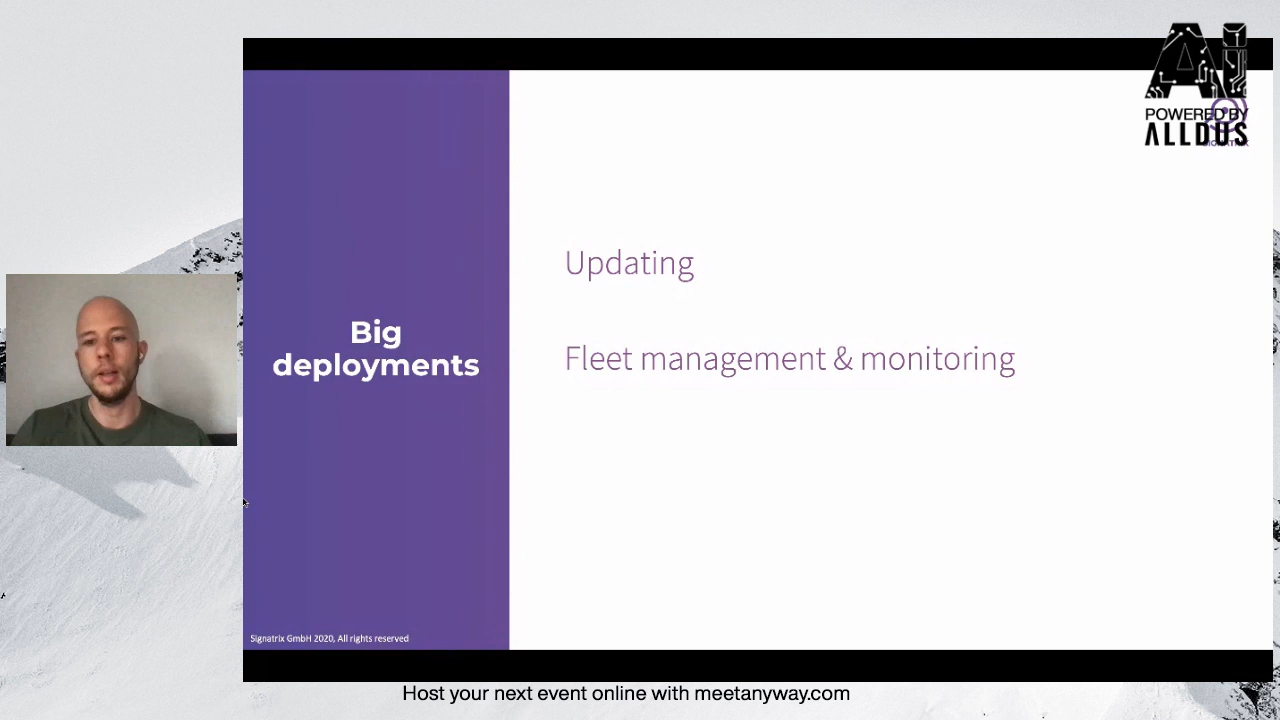 AI
POWERED BY
ALLDUS
Updating
Big
deployments
Fleet management & monitoring
Signatrix GmbH 2020, All rights reserved
Host your next event online with meetanyway.com